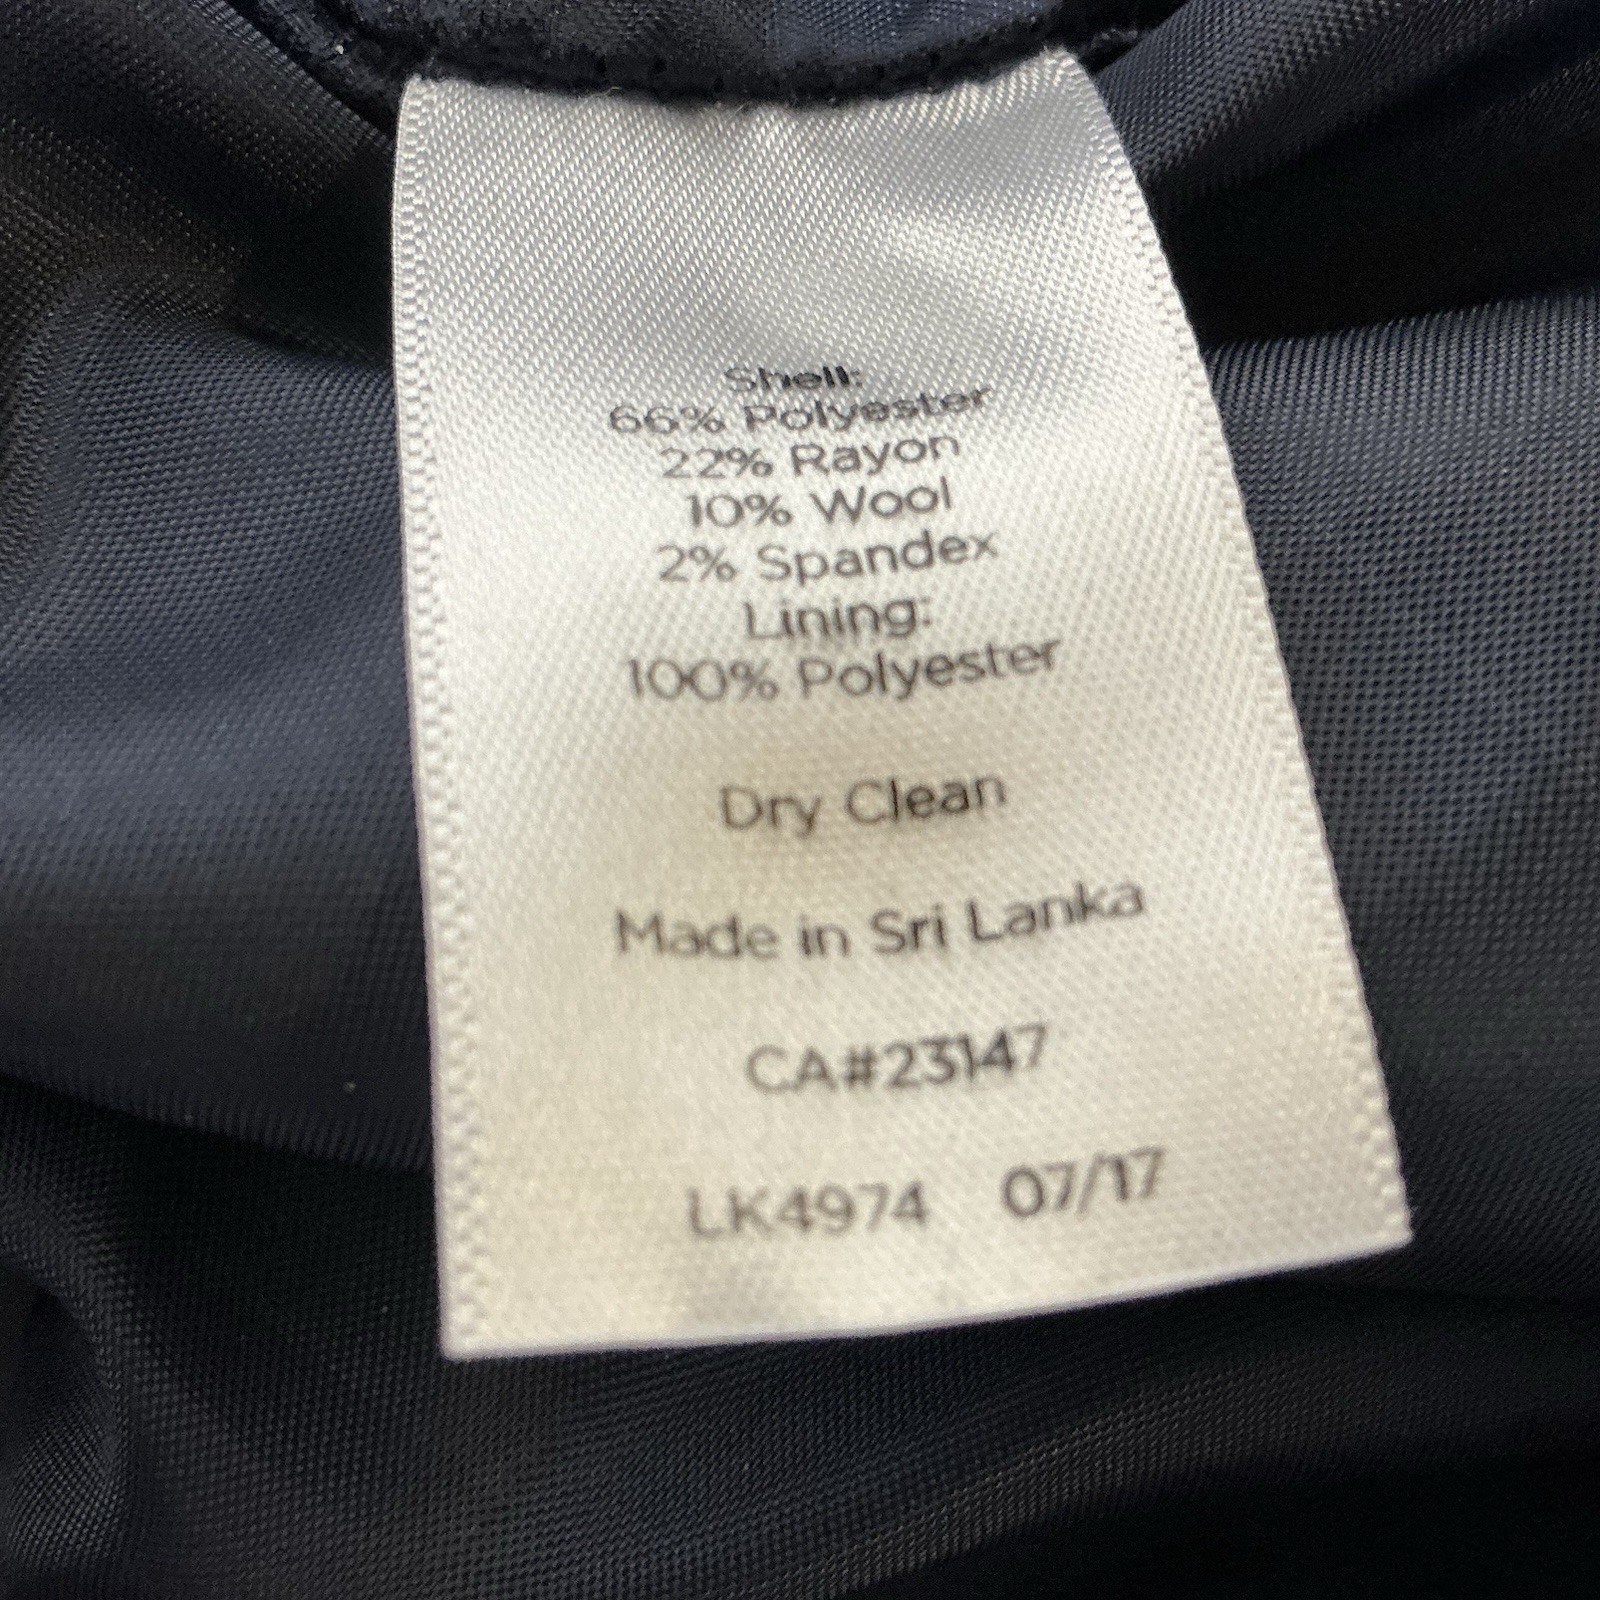 Shell:
66% Polyester
22% Rayon
10% Wool
2% Spandex
Lining:
100% Polyester
Dry Clean
Made in Sri Lanka
CA#23147
LK4974 07/17